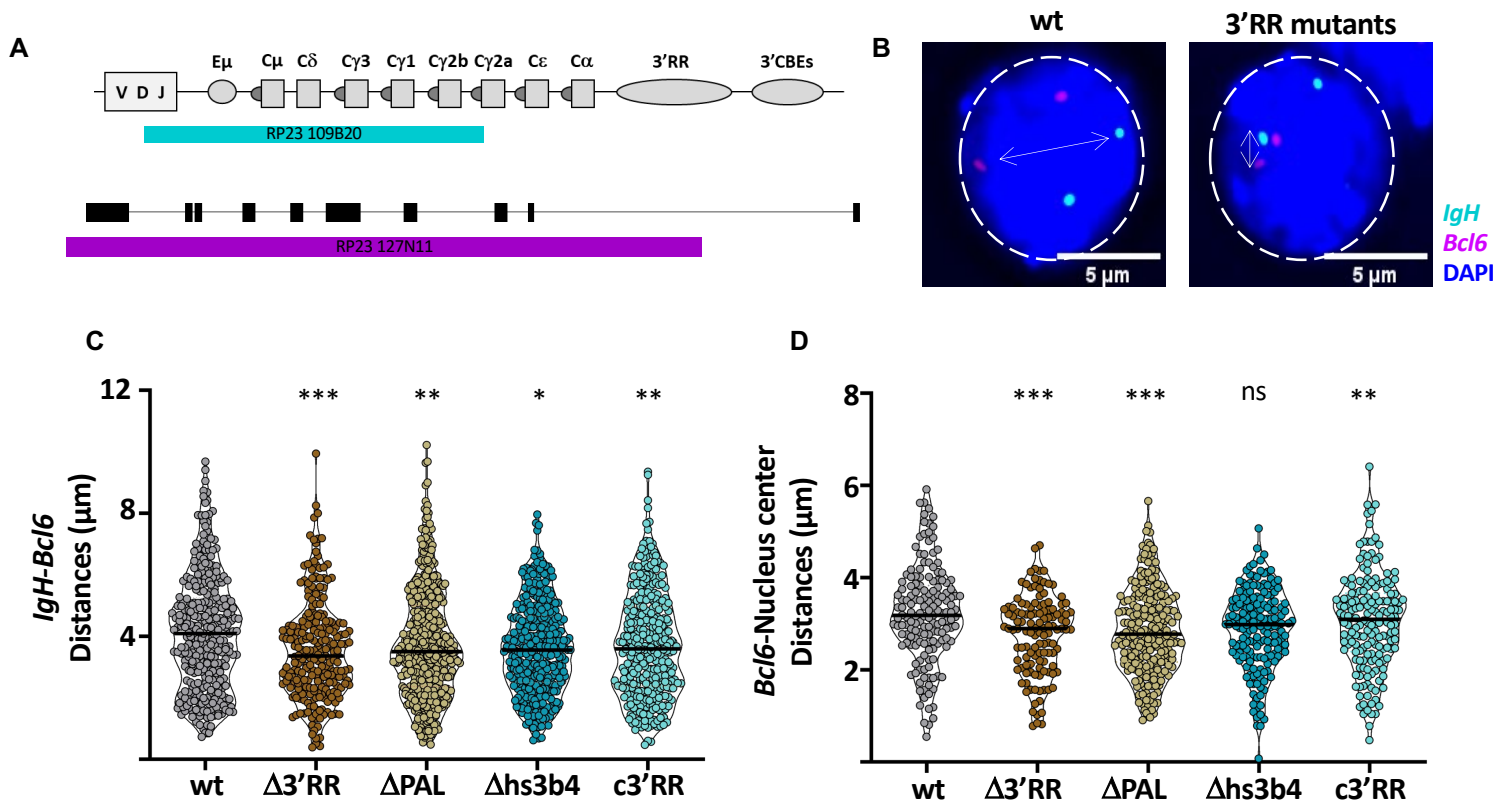 A
Eμ Cμ Cδ Cγ3 Cγ1 Cγ2b Cγ2a Cε Cα 3’RR 3’CBEs
V D J
RP23 109B20
RP23 127N11
B
wt 3’RR mutants
5 μm 5 μm
IgH
Bcl6
DAPI
C
IgH-Bcl6
Distances (μm)
12
8
4
*** ** * **
wt Δ3’RR ΔPAL Δhs3b4 c3’RR
D
Bcl6-Nucleus center
Distances (μm)
8
6
4
2
*** *** ns **
wt Δ3’RR ΔPAL Δhs3b4 c3’RR